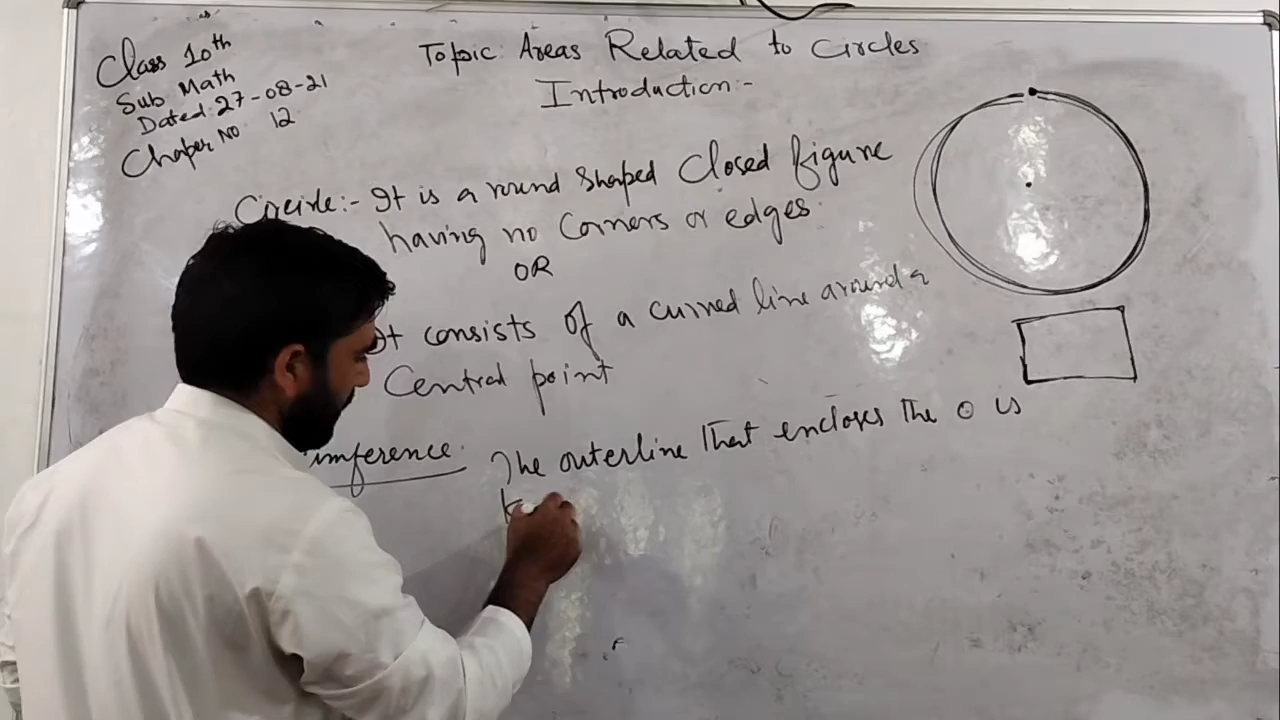 Class 10th
Sub Math
Dated: 27-08-21
Chaper No 12
Topic Areas Related to Circles
Introduction:-
Circirle:- It is a round shaped Closed figure
having no Corners or edges.
OR
It consists of a curved line around a
Central point
umference. The outerline that encloses the ⊙ is
k